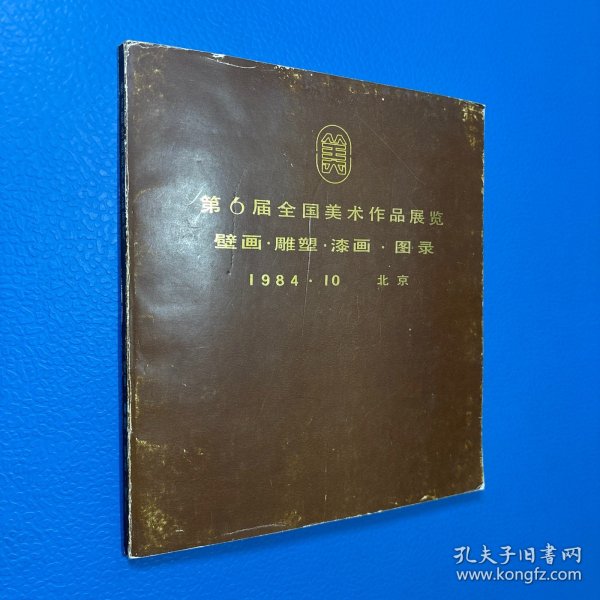 美
第6届全国美术作品展览
壁画·雕塑·漆画·图录
1984·10 北京
孔夫子旧书网
www.kongfz.com